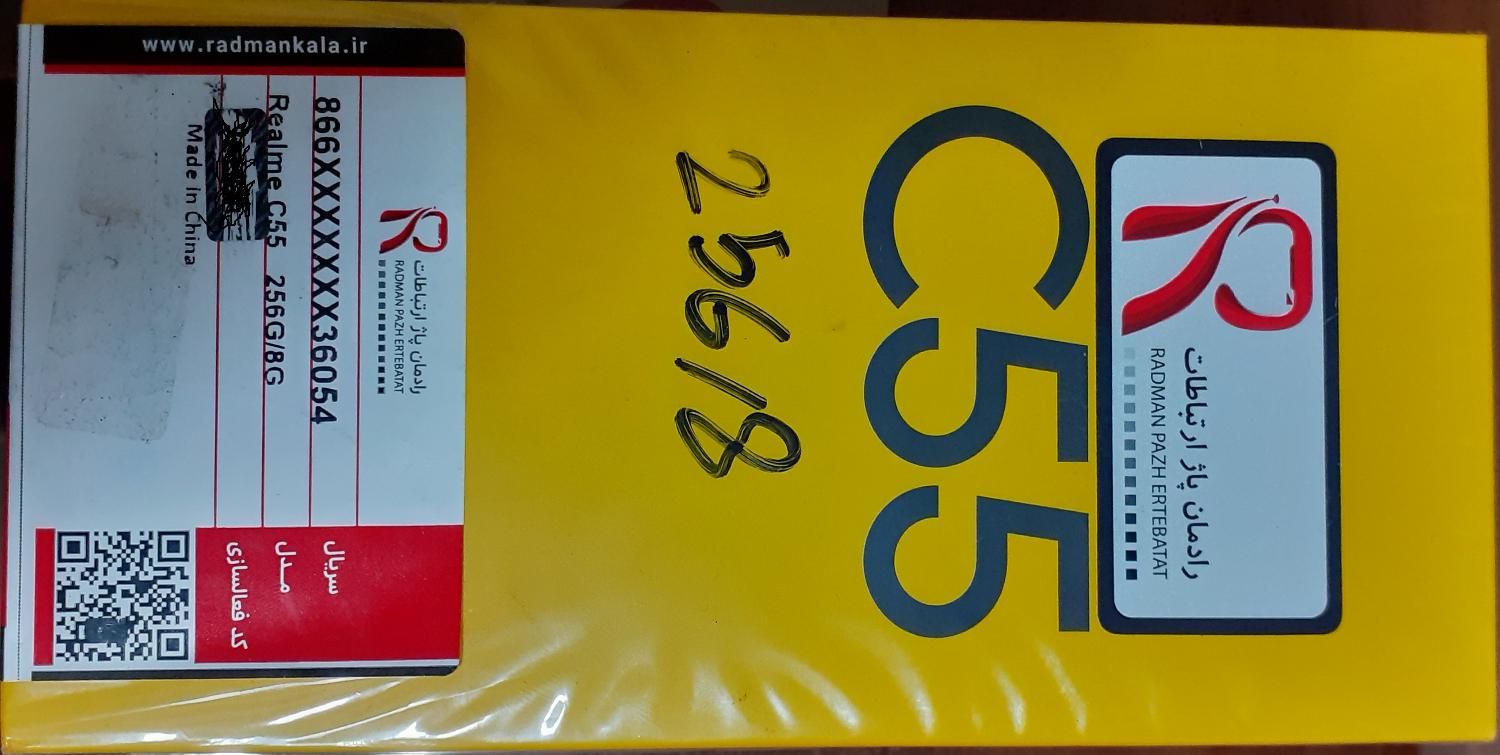 رادمان پاژ ارتباطات
RADMAN PAZH ERTEBATAT
C55
256/8
www.radmankala.ir
رادمان پاژ ارتباطات
RADMAN PAZH ERTEBATAT
سریال
866XXXXXXX36054
مدل
Realme C55 256G/8G
کد فعالسازی
Made in China